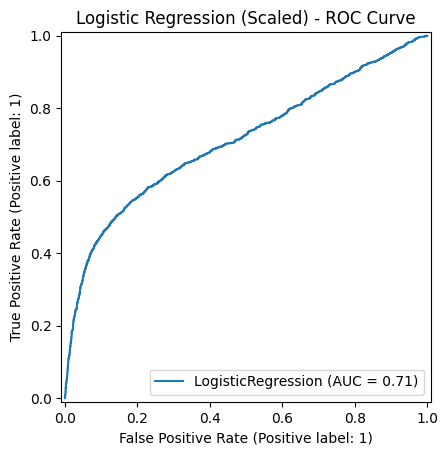 Logistic Regression (Scaled) - ROC Curve
True Positive Rate (Positive label: 1)
1.0
0.8
0.6
0.4
0.2
0.0
LogisticRegression (AUC = 0.71)
0.0 0.2 0.4 0.6 0.8 1.0
False Positive Rate (Positive label: 1)